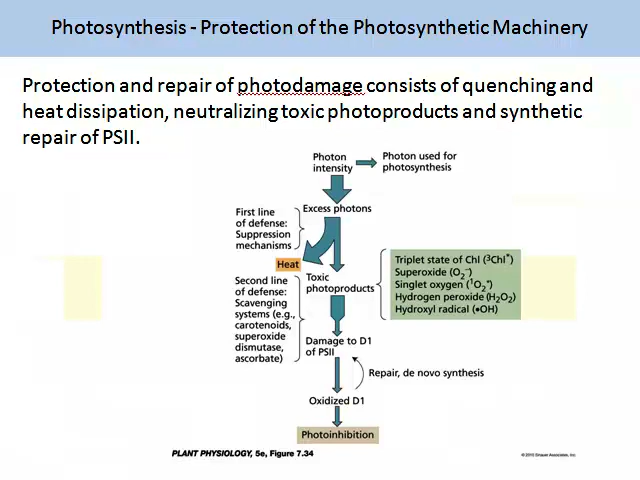 Photosynthesis - Protection of the Photosynthetic Machinery
Protection and repair of photodamage consists of quenching and
heat dissipation, neutralizing toxic photoproducts and synthetic
repair of PSII.
Photon
intensity
Photon used for
photosynthesis
Excess photons
First line
of defense:
Suppression
mechanisms
Heat
Toxic
photoproducts
Triplet state of Chl (³Chl*)
Superoxide (O₂⁻)
Singlet oxygen (¹O₂*)
Hydrogen peroxide (H₂O₂)
Hydroxyl radical (•OH)
Second line
of defense:
Scavenging
systems (e.g.,
carotenoids,
superoxide
dismutase,
ascorbate)
Damage to D1
of PSII
Repair, de novo synthesis
Oxidized D1
Photoinhibition
PLANT PHYSIOLOGY, 5e, Figure 7.34
© 2010 Sinauer Associates, Inc.